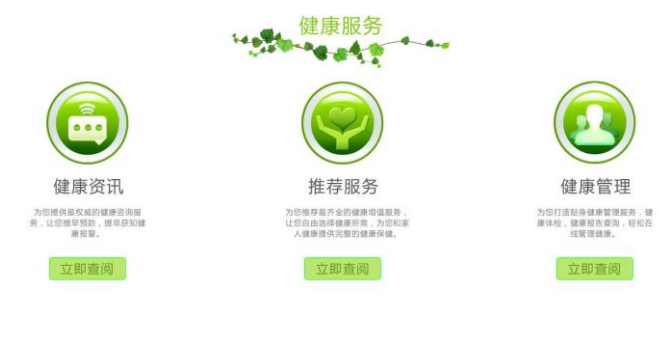 健康服务
健康资讯
为您提供最权威的健康咨询服
务，让您提早预防，提早获知健
康报警。
立即查阅
推荐服务
为您推荐最齐全的健康增值服务，
让您自由选择健康所需，为您和家
人健康提供完整的健康保健。
立即查阅
健康管理
为您打造贴身健康管理服务，健
康体检，健康报告查询，轻松在
线管理健康。
立即查阅